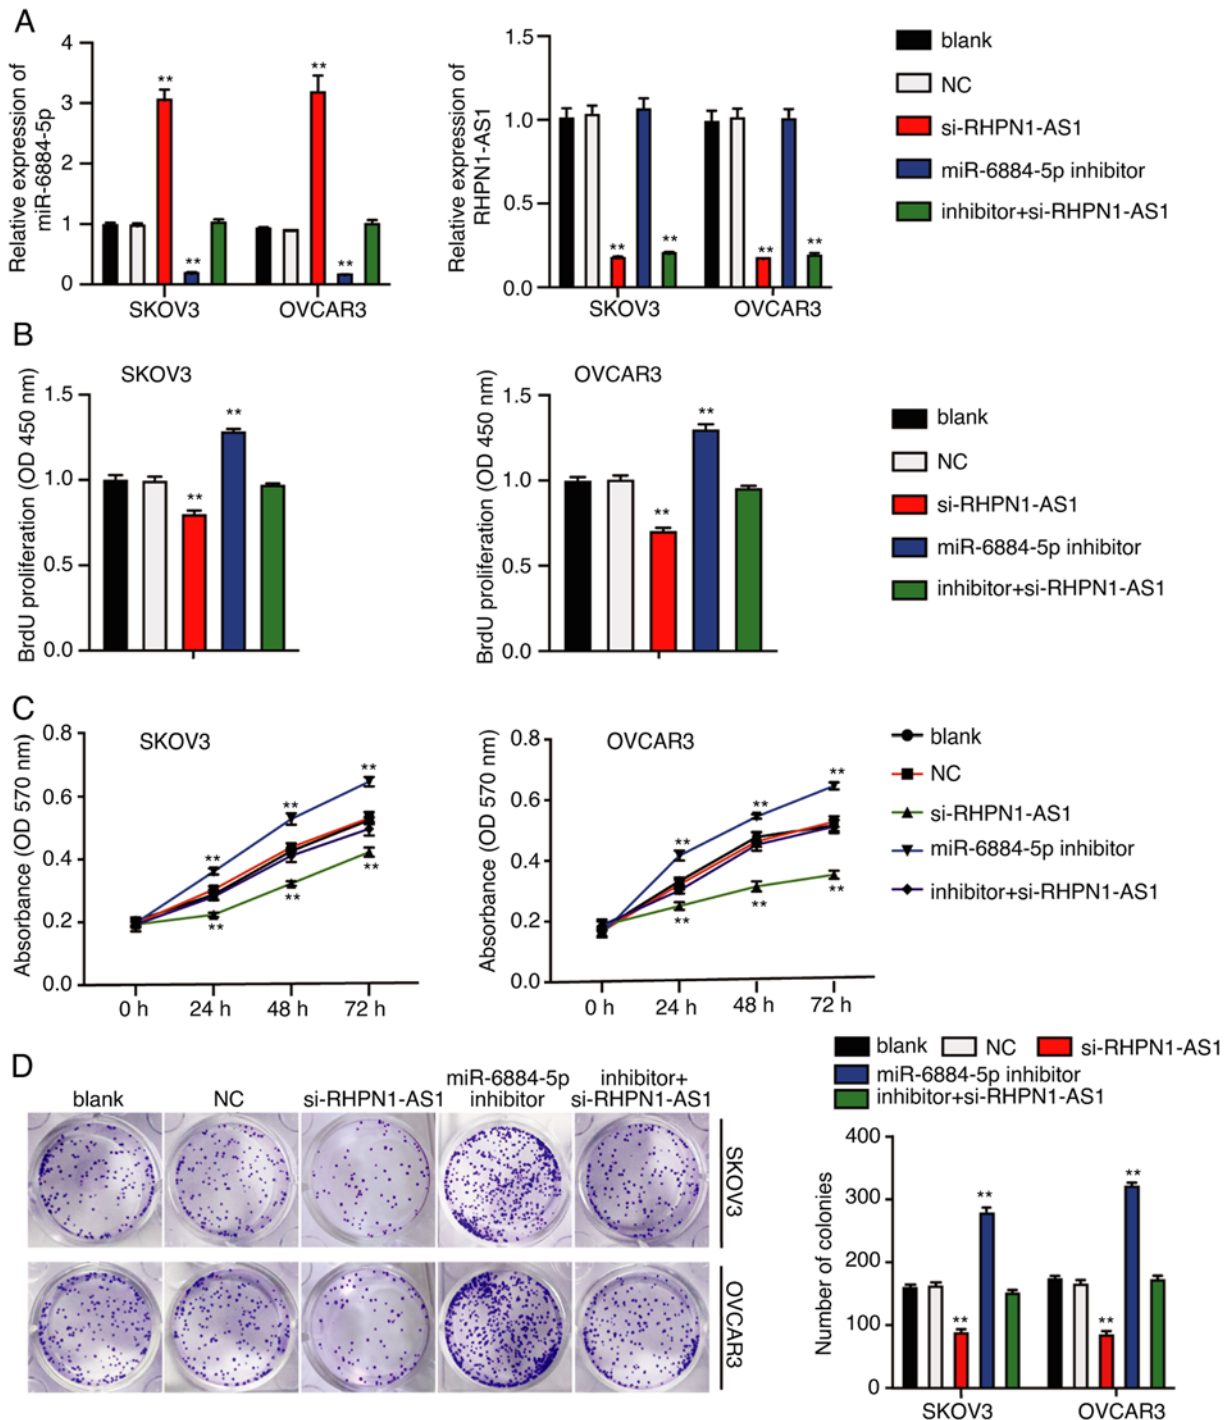 A
Relative expression of
miR-6884-5p
4
3
2
1
0
**
**
**
**
SKOV3
OVCAR3
Relative expression of
RHPN1-AS1
1.5
1.0
0.5
0.0
**
**
**
**
SKOV3
OVCAR3
blank
NC
si-RHPN1-AS1
miR-6884-5p inhibitor
inhibitor+si-RHPN1-AS1
B
SKOV3
BrdU proliferation (OD 450 nm)
1.5
1.0
0.5
0.0
**
**
OVCAR3
BrdU proliferation (OD 450 nm)
1.5
1.0
0.5
0.0
**
**
blank
NC
si-RHPN1-AS1
miR-6884-5p inhibitor
inhibitor+si-RHPN1-AS1
C
SKOV3
Absorbance (OD 570 nm)
0.8
0.6
0.4
0.2
0.0
**
**
**
**
**
**
0 h 24 h 48 h 72 h
OVCAR3
Absorbance (OD 570 nm)
0.8
0.6
0.4
0.2
0.0
**
**
**
**
**
**
0 h 24 h 48 h 72 h
blank
NC
si-RHPN1-AS1
miR-6884-5p inhibitor
inhibitor+si-RHPN1-AS1
D
blank
NC
si-RHPN1-AS1
miR-6884-5p
inhibitor
inhibitor+
si-RHPN1-AS1
SKOV3
OVCAR3
blank NC si-RHPN1-AS1
miR-6884-5p inhibitor
inhibitor+si-RHPN1-AS1
Number of colonies
400
300
200
100
0
**
**
**
**
SKOV3
OVCAR3